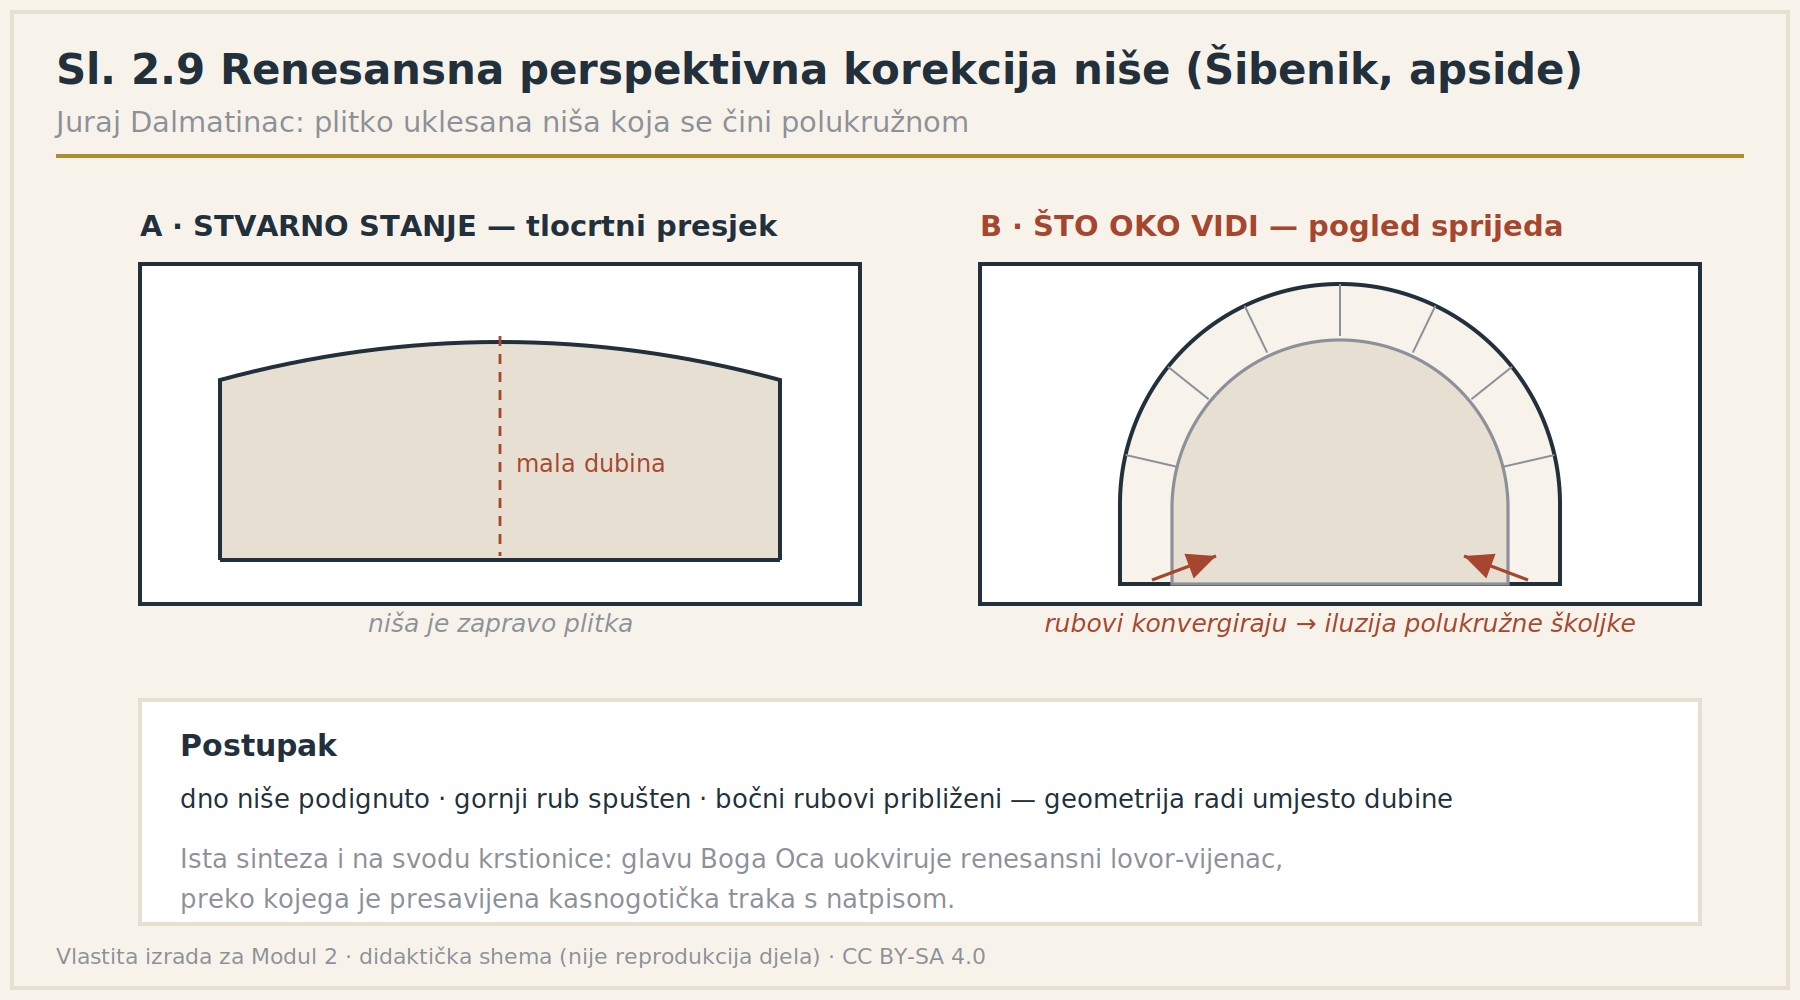 Sl. 2.9 Renesansna perspektivna korekcija niše (Šibenik, apside)
Juraj Dalmatinac: plitko uklesana niša koja se čini polukružnom
A · STVARNO STANJE — tlocrtni presjek
mala dubina
niša je zapravo plitka
B · ŠTO OKO VIDI — pogled sprijeda
rubovi konvergiraju → iluzija polukružne školjke
Postupak
dno niše podignuto · gornji rub spušten · bočni rubovi približeni — geometrija radi umjesto dubine
Ista sinteza i na svodu krstionice: glavu Boga Oca uokviruje renesansni lovor-vijenac,
preko kojega je presavijena kasnogotička traka s natpisom.
Vlastita izrada za Modul 2 · didaktička shema (nije reprodukcija djela) · CC BY-SA 4.0